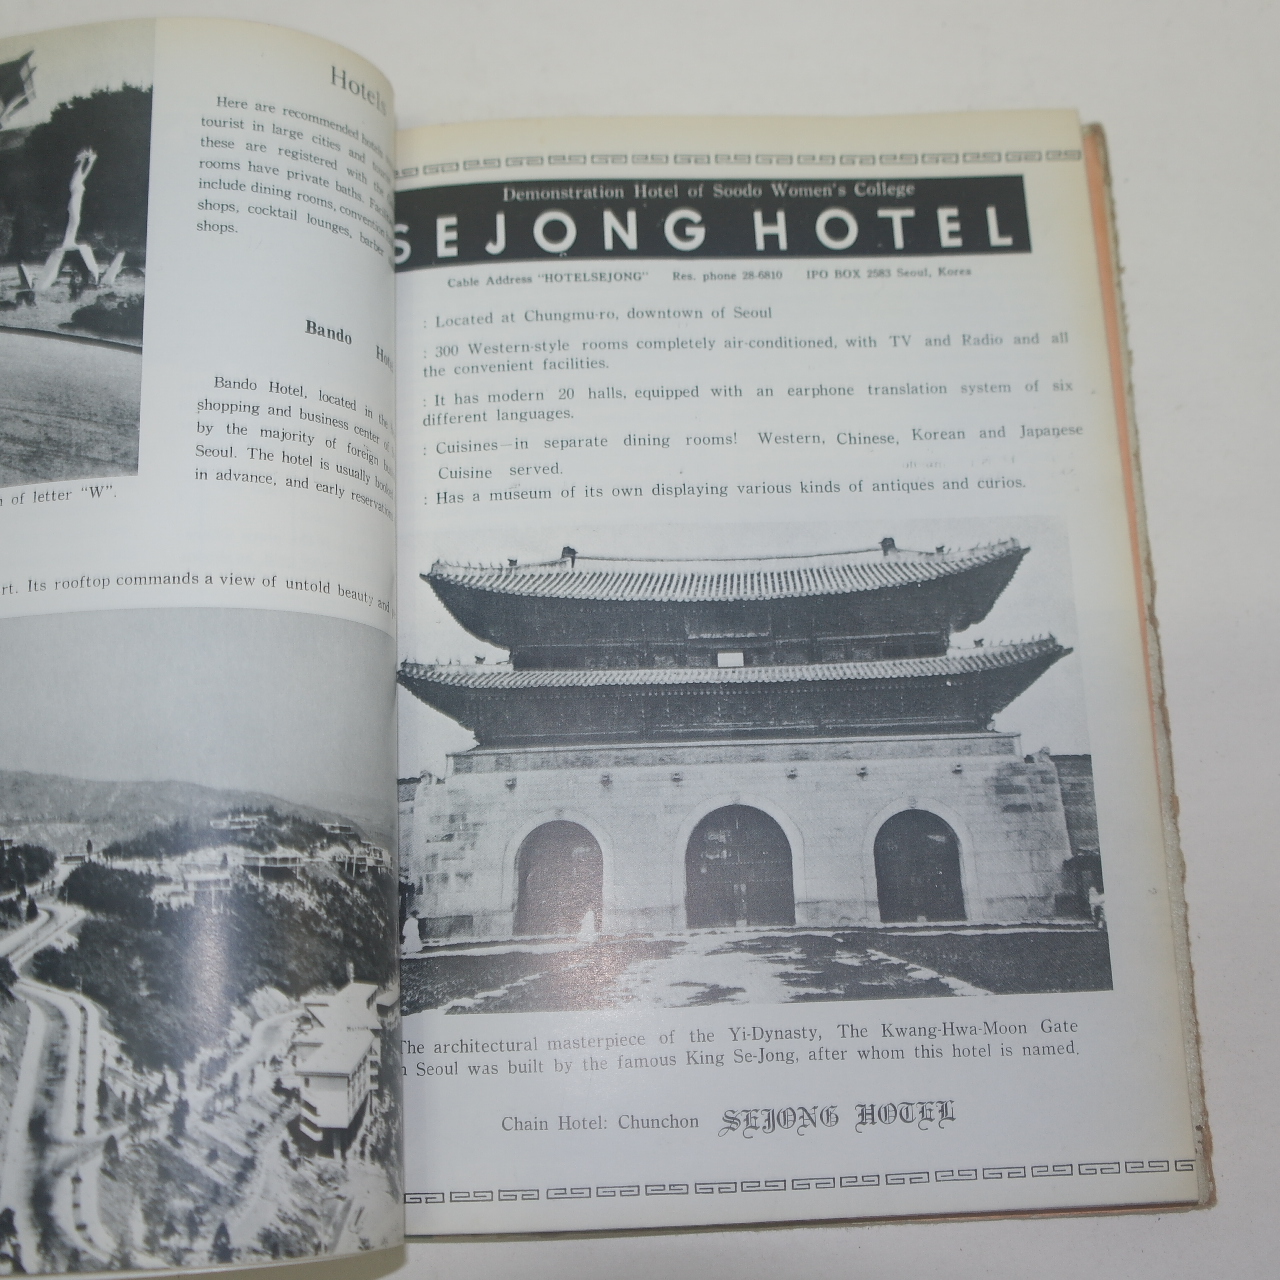 Hotels
Here are recommended hotels
tourist in large cities and
these are registered with the
rooms have private baths.
include dining rooms, convention
shops, cocktail lounges, barber
shops.
Bando
Bando Hotel, located in the
shopping and business center of
by the majority of foreign
Seoul. The hotel is usually
in advance, and early
of letter "W".
rt. Its rooftop commands a view of untold beauty and
Demonstration Hotel of Soodo Women's College
SEJONG HOTEL
Cable Address "HOTELSEJONG" Res. phone 28-6810 IPO BOX 2583 Seoul, Korea
: Located at Chungmu-ro, downtown of Seoul
: 300 Western-style rooms completely air-conditioned, with TV and Radio and all
the convenient facilities.
: It has modern 20 halls, equipped with an earphone translation system of six
different languages.
: Cuisines—in separate dining rooms! Western, Chinese, Korean and Japanese
Cuisine served.
: Has a museum of its own displaying various kinds of antiques and curios.
The architectural masterpiece of the Yi-Dynasty, The Kwang-Hwa-Moon Gate
Seoul was built by the famous King Se-Jong, after whom this hotel is named.
Chain Hotel: Chunchon SEJONG HOTEL